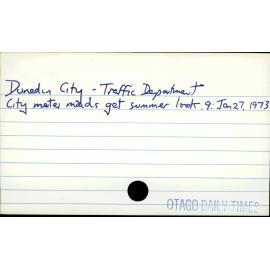 Dunedin City - Traffic Department
City meter maids get summer look. 9: Jan 27, 1973
OTAGO DAILY TIMES